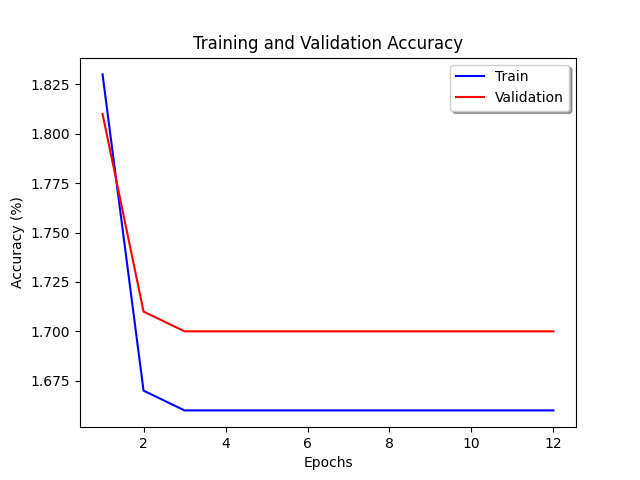 Training and Validation Accuracy
Train
Validation
Accuracy (%)
1.825
1.800
1.775
1.750
1.725
1.700
1.675
2 4 6 8 10 12
Epochs